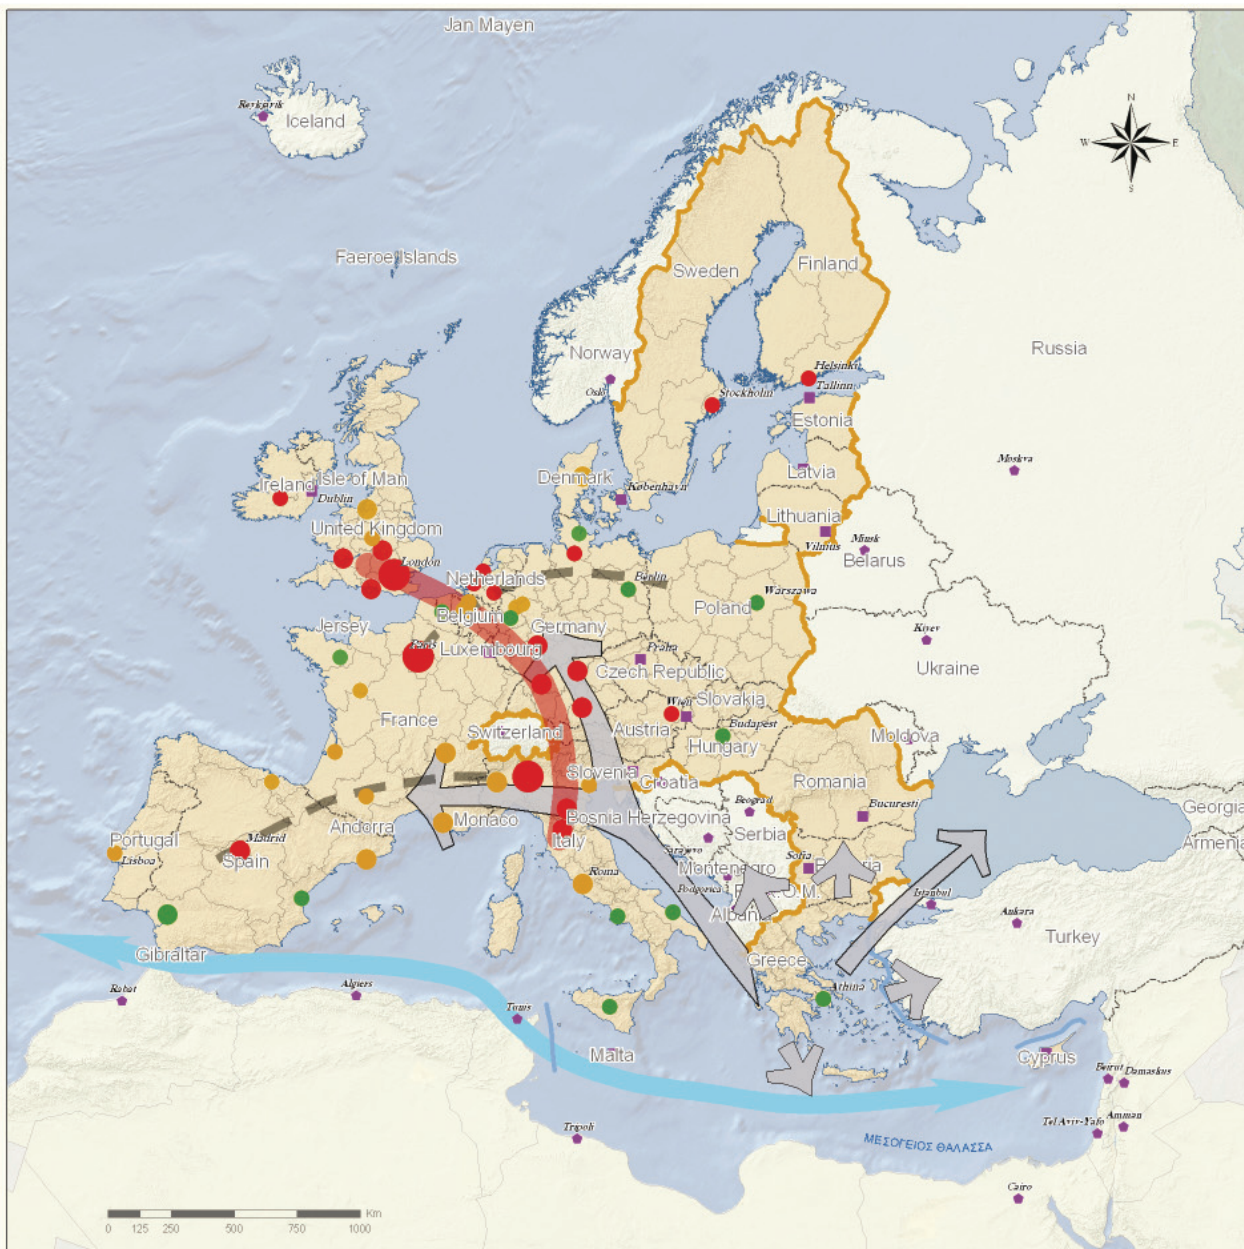 Jan Mayen
N
Reykjavik
Iceland
W
E
S
Faeroe Islands
Sweden
Finland
Norway
Russia
Helsinki
Oslo
Stockholm
Tallinn
Estonia
Moskva
Denmark
Latvia
Ireland
Isle of Man
København
Dublin
Lithuania
United Kingdom
Vilnius
Minsk
Belarus
London
Netherlands
Berlin
Warszawa
Poland
Belgium
Jersey
Germany
Kiyev
Paris
Luxembourg
Praha
Czech Republic
Ukraine
Wien
Slovakia
France
Switzerland
Austria
Budapest
Hungary
Moldova
Slovenia
Croatia
Romania
Beograd
Bucuresti
Georgia
Monaco
Bosnia Herzegovina
Andorra
Serbia
Portugal
Madrid
Italy
Armenia
Lisboa
Spain
Sarajevo
Sofia
Montenegro
Roma
Podgorica
Istanbul
Albania
Ankara
Turkey
Gibraltar
Greece
Rabat
Algiers
Athina
Tunis
Malta
Cyprus
Beirut
Damaskus
Tripoli
Tel Aviv-Yafo
Amman
ΜΕΣΟΓΕΙΟΣ ΘΑΛΑΣΣΑ
Cairo
Km
0 125 250 500 750 1000